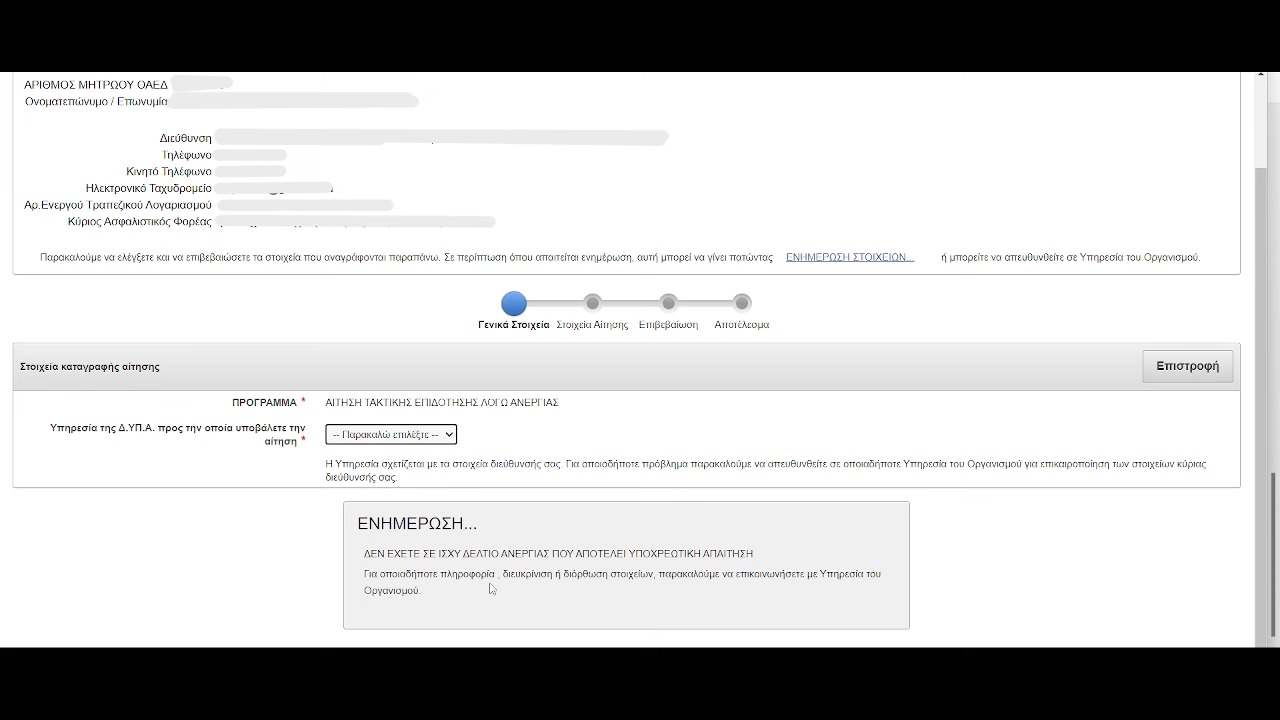 ΑΡΙΘΜΟΣ ΜΗΤΡΩΟΥ ΟΑΕΔ
Ονοματεπώνυμο / Επωνυμία
Διεύθυνση
Τηλέφωνο
Κινητό Τηλέφωνο
Ηλεκτρονικό Ταχυδρομείο
Αρ.Ενεργού Τραπεζικού Λογαριασμού
Κύριος Ασφαλιστικός Φορέας
Παρακαλούμε να ελέγξετε και να επιβεβαιώσετε τα στοιχεία που αναγράφονται παραπάνω. Σε περίπτωση όπου απαιτείται ενημέρωση, αυτή μπορεί να γίνει πατώντας ΕΝΗΜΕΡΩΣΗ ΣΤΟΙΧΕΙΩΝ... ή μπορείτε να απευθυνθείτε σε Υπηρεσία του Οργανισμού.
Γενικά Στοιχεία Στοιχεία Αίτησης Επιβεβαίωση Αποτέλεσμα
Στοιχεία καταγραφής αίτησης Επιστροφή
ΠΡΟΓΡΑΜΜΑ * ΑΙΤΗΣΗ ΤΑΚΤΙΚΗΣ ΕΠΙΔΟΤΗΣΗΣ ΛΟΓΩ ΑΝΕΡΓΙΑΣ
Υπηρεσία της Δ.ΥΠ.Α. προς την οποία υποβάλετε την
αίτηση *
-- Παρακαλώ επιλέξτε --
Η Υπηρεσία σχετίζεται με τα στοιχεία διεύθυνσής σας. Για οποιοδήποτε πρόβλημα παρακαλούμε να απευθυνθείτε σε οποιαδήποτε Υπηρεσία του Οργανισμού για επικαιροποίηση των στοιχείων κύριας
διεύθυνσής σας.
ΕΝΗΜΕΡΩΣΗ...
ΔΕΝ ΕΧΕΤΕ ΣΕ ΙΣΧΥ ΔΕΛΤΙΟ ΑΝΕΡΓΙΑΣ ΠΟΥ ΑΠΟΤΕΛΕΙ ΥΠΟΧΡΕΩΤΙΚΗ ΑΠΑΙΤΗΣΗ
Για οποιαδήποτε πληροφορία , διευκρίνιση ή διόρθωση στοιχείων, παρακαλούμε να επικοινωνήσετε με Υπηρεσία του
Οργανισμού.